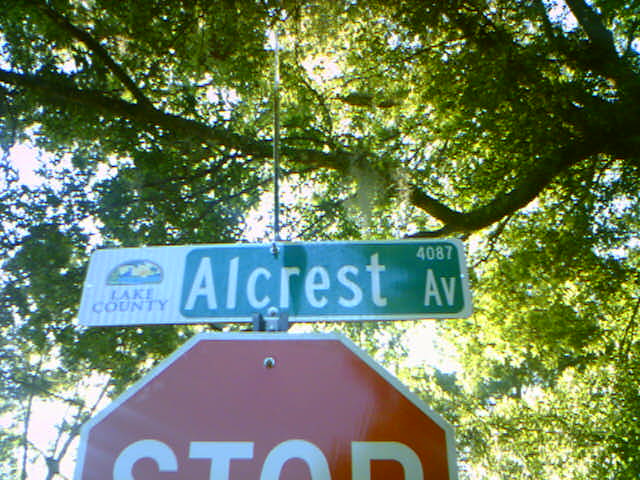 4087
LAKE
COUNTY
Alcrest Av
STOP